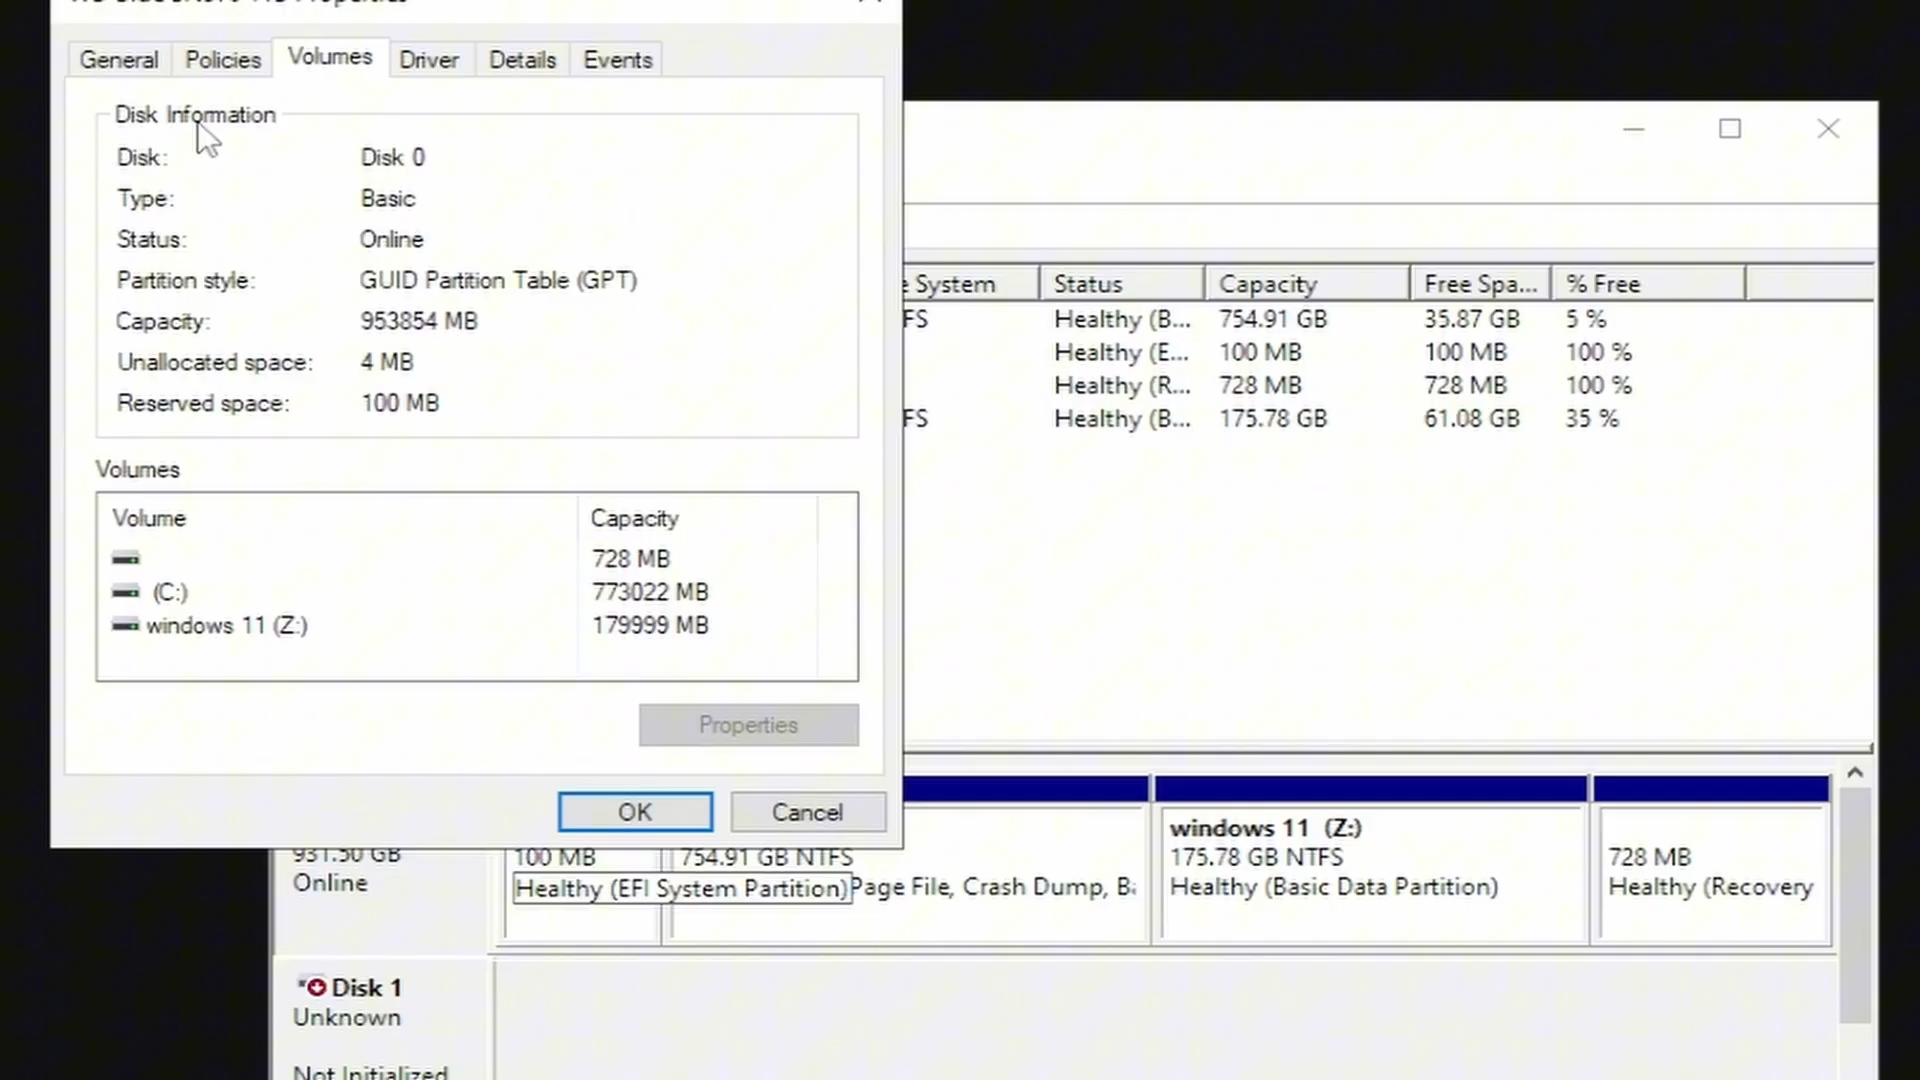 Properties
General Policies Volumes Driver Details Events
Disk Information
Disk: Disk 0
Type: Basic
Status: Online
Partition style: GUID Partition Table (GPT)
Capacity: 953854 MB
Unallocated space: 4 MB
Reserved space: 100 MB
Volumes
Volume Capacity
728 MB
(C:) 773022 MB
windows 11 (Z:) 179999 MB
Properties
OK Cancel
System Status Capacity Free Spa... % Free
FS Healthy (B... 754.91 GB 35.87 GB 5 %
Healthy (E... 100 MB 100 MB 100 %
Healthy (R... 728 MB 728 MB 100 %
FS Healthy (B... 175.78 GB 61.08 GB 35 %
931.50 GB
Online
100 MB
Healthy (EFI System Partition)
754.91 GB NTFS
Page File, Crash Dump, Ba
windows 11 (Z:)
175.78 GB NTFS
Healthy (Basic Data Partition)
728 MB
Healthy (Recovery
Disk 1
Unknown
Not Initialized